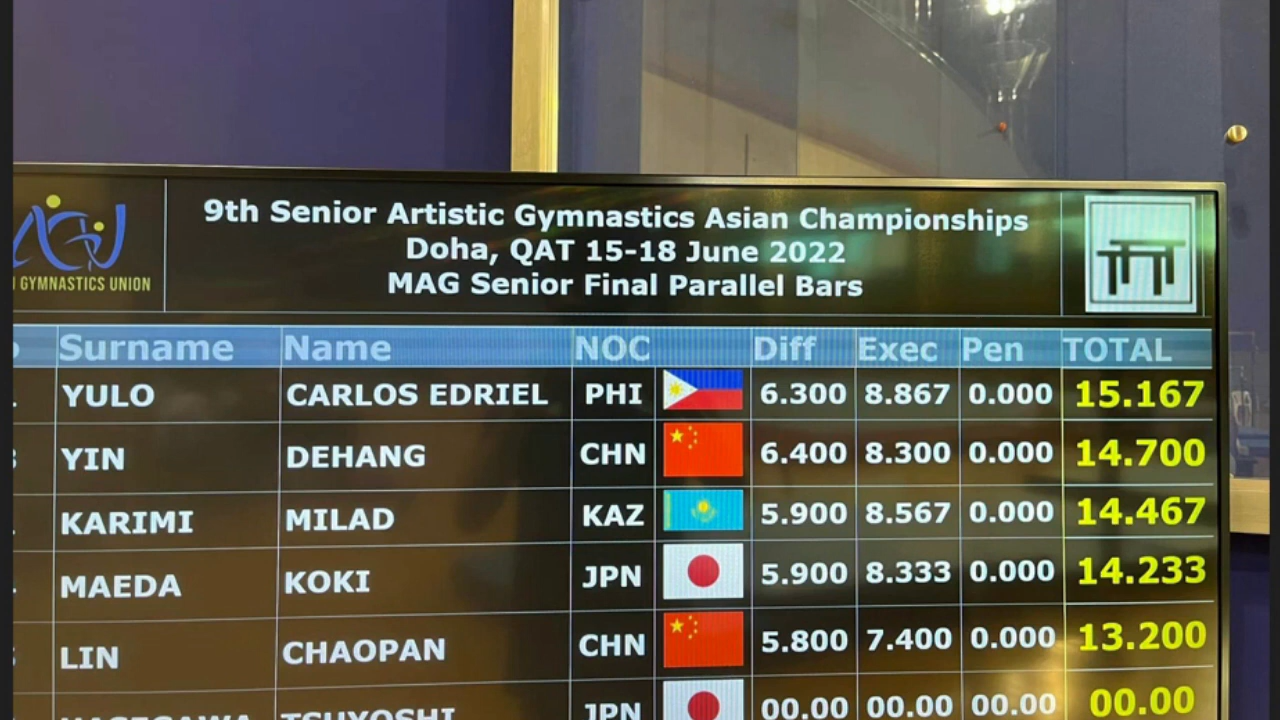 9th Senior Artistic Gymnastics Asian Championships
Doha, QAT 15-18 June 2022
MAG Senior Final Parallel Bars
GYMNASTICS UNION
Surname Name NOC Diff Exec Pen TOTAL
YULO CARLOS EDRIEL PHI 6.300 8.867 0.000 15.167
YIN DEHANG CHN 6.400 8.300 0.000 14.700
KARIMI MILAD KAZ 5.900 8.567 0.000 14.467
MAEDA KOKI JPN 5.900 8.333 0.000 14.233
LIN CHAOPAN CHN 5.800 7.400 0.000 13.200
TSUYOSHI JPN 00.00 00.00 00.00 00.00